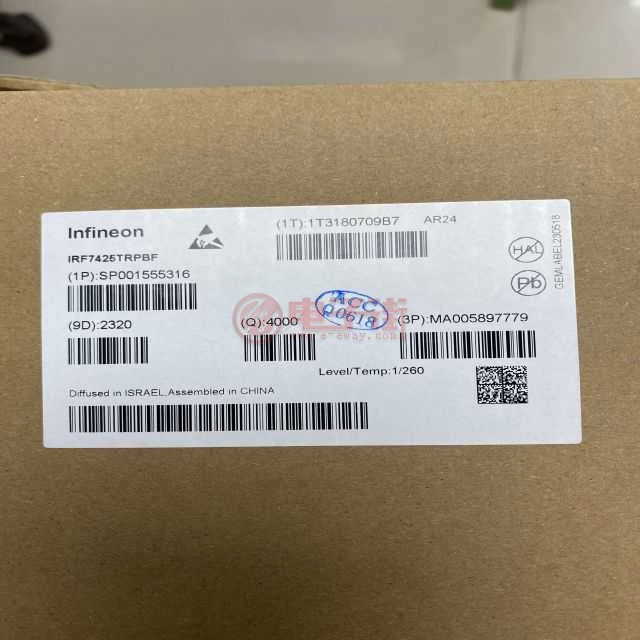 Infineon
(1T):1T3180709B7 AR24
IRF7425TRPBF
(1P):SP001555316
HAL
Pb
GEMLABEL230518
ACC
Q0618
(9D):2320 (Q):4000 (3P):MA005897779
Level/Temp:1/260
Diffused in ISRAEL,Assembled in CHINA